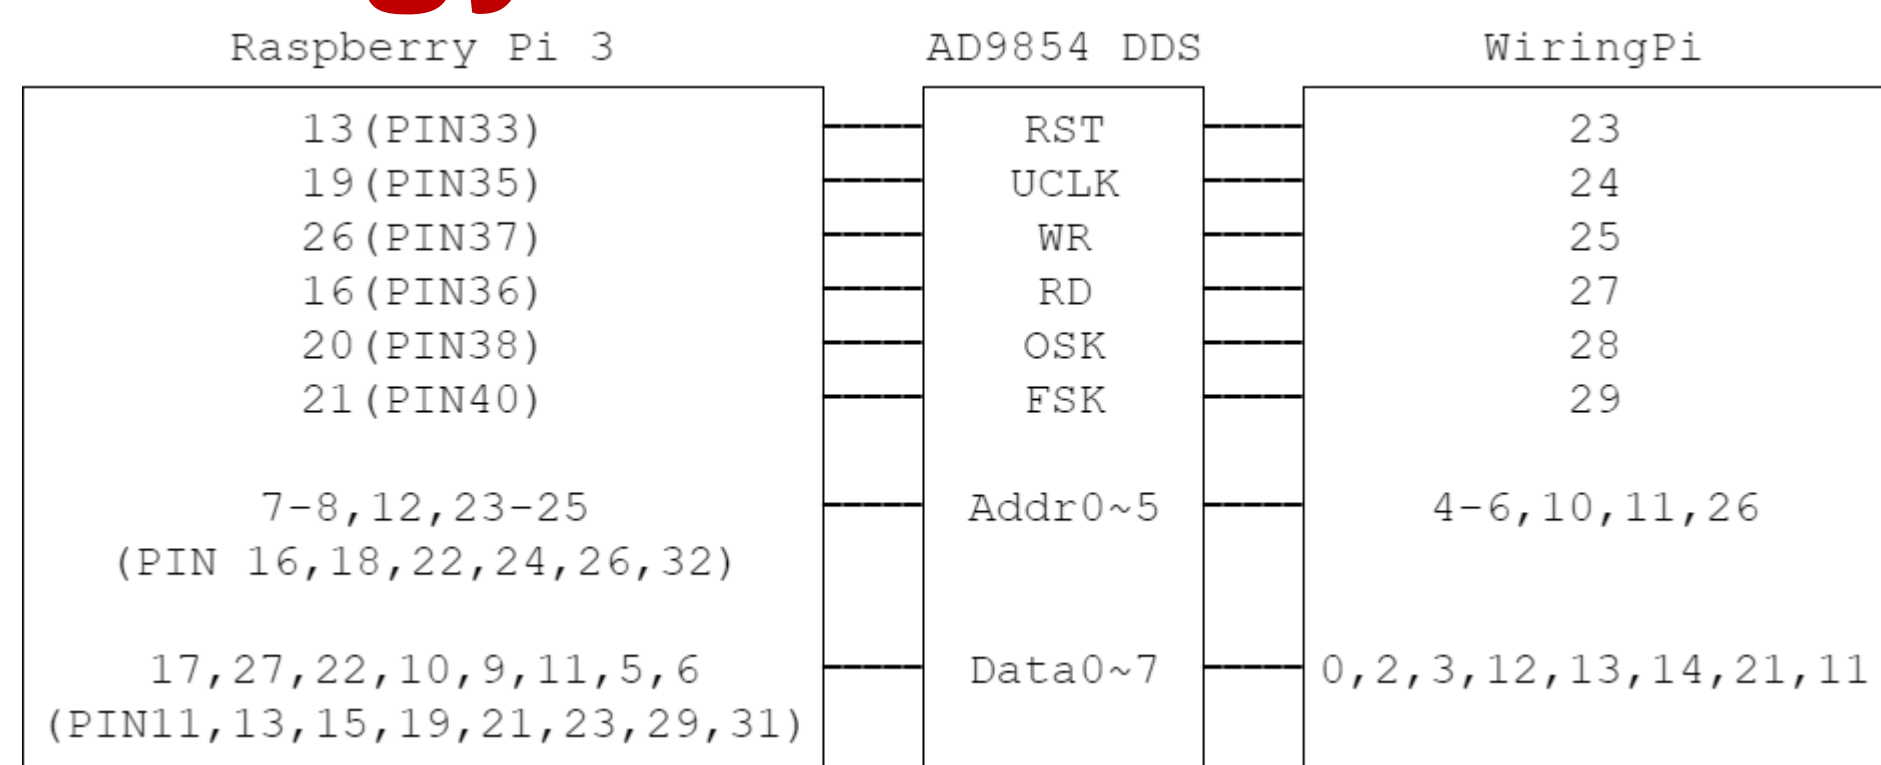 Raspberry Pi 3 AD9854 DDS WiringPi
13(PIN33) RST 23
19(PIN35) UCLK 24
26(PIN37) WR 25
16(PIN36) RD 27
20(PIN38) OSK 28
21(PIN40) FSK 29
7-8,12,23-25 Addr0~5 4-6,10,11,26
(PIN 16,18,22,24,26,32)
17,27,22,10,9,11,5,6 Data0~7 0,2,3,12,13,14,21,11
(PIN11,13,15,19,21,23,29,31)